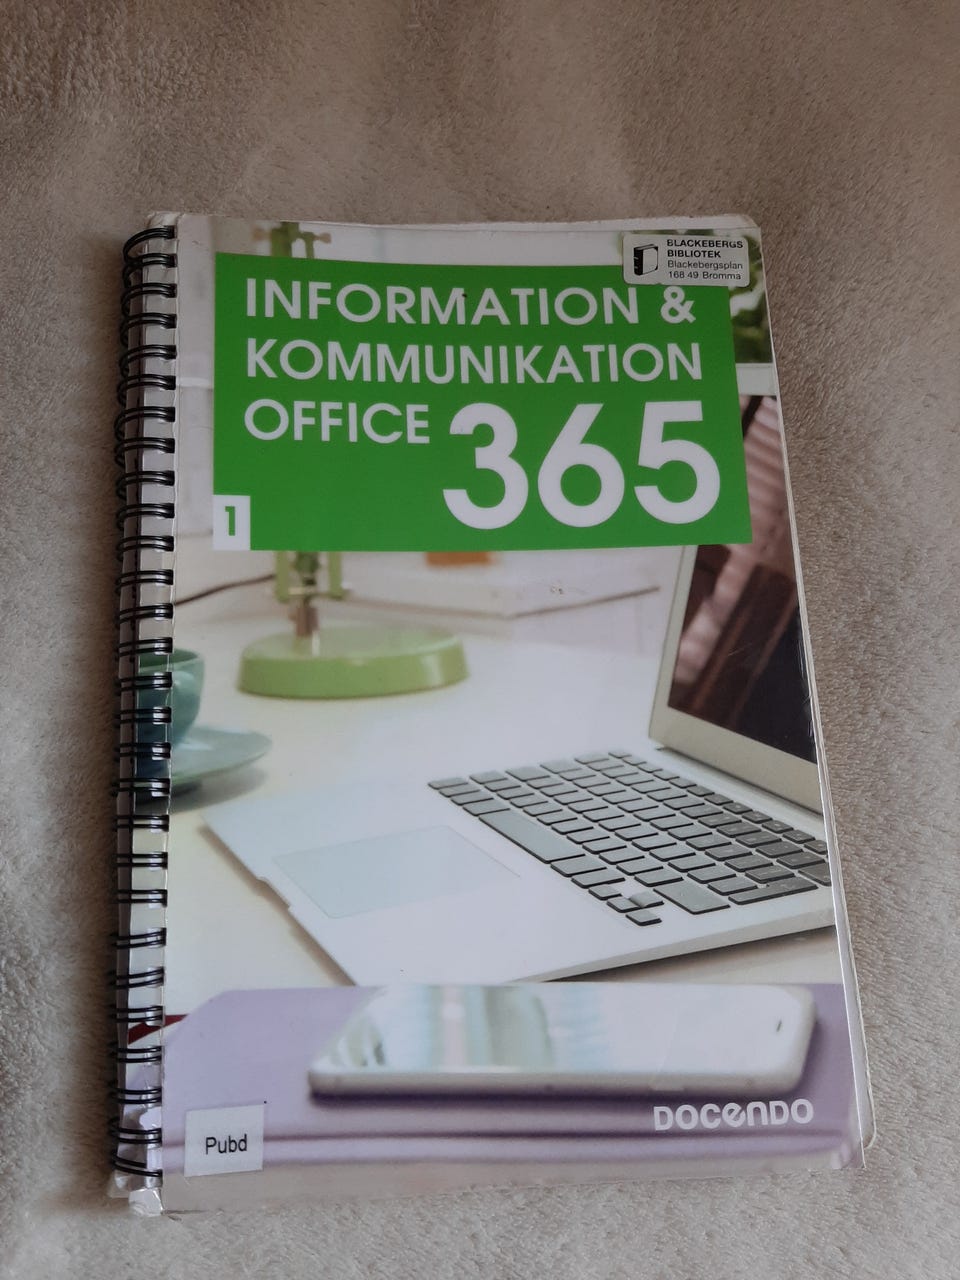 BLACKEBERGS
BIBLIOTEK
Blackebergsplan
168 49 Bromma
INFORMATION &
KOMMUNIKATION
OFFICE 365
1
DOCENDO
Pubd